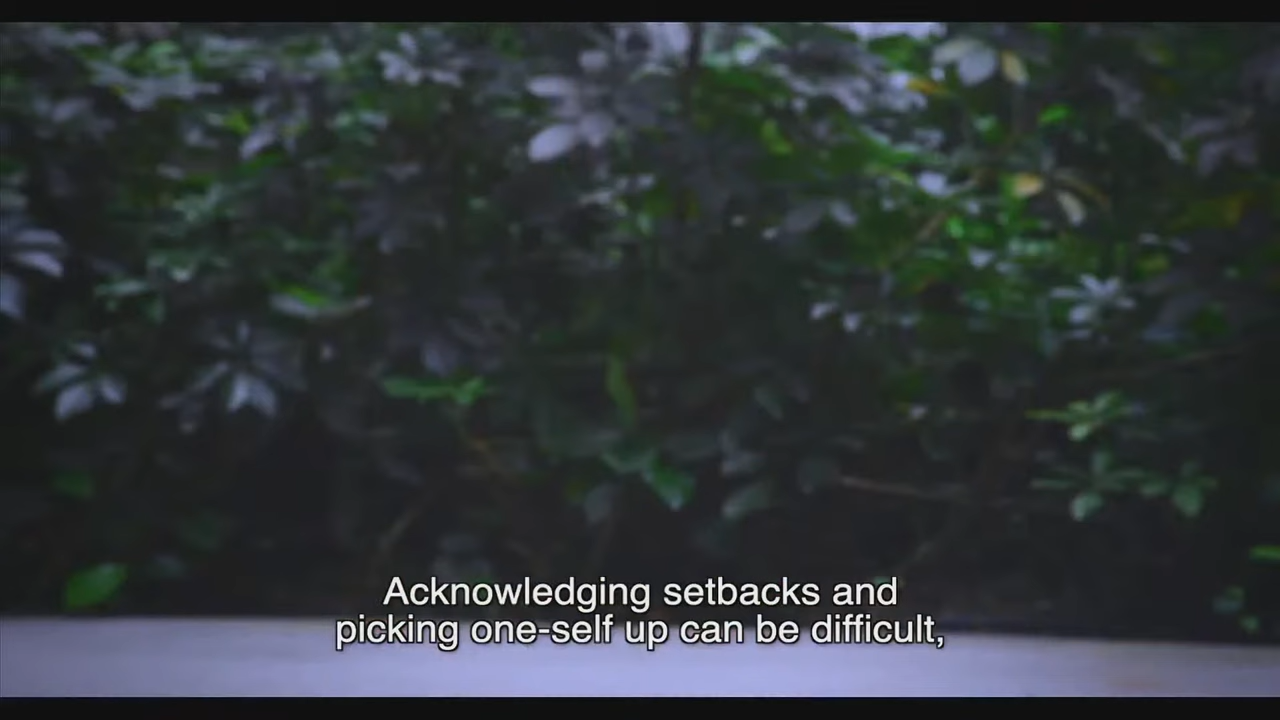 Acknowledging setbacks and
picking one-self up can be difficult,